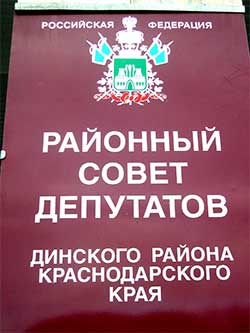 РОССИЙСКАЯ ФЕДЕРАЦИЯ
РАЙОННЫЙ
СОВЕТ
ДЕПУТАТОВ
ДИНСКОГО РАЙОНА
КРАСНОДАРСКОГО
КРАЯ